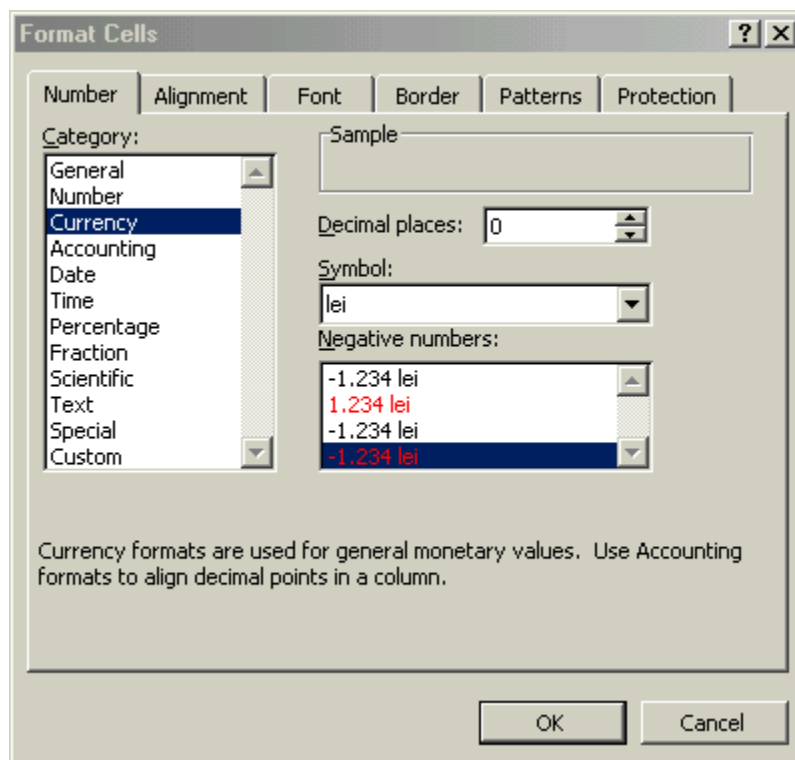 Format Cells
Number Alignment Font Border Patterns Protection
Category:
General
Number
Currency
Accounting
Date
Time
Percentage
Fraction
Scientific
Text
Special
Custom
Sample
Decimal places: 0
Symbol:
lei
Negative numbers:
-1.234 lei
1.234 lei
-1.234 lei
-1.234 lei
Currency formats are used for general monetary values. Use Accounting
formats to align decimal points in a column.
OK Cancel